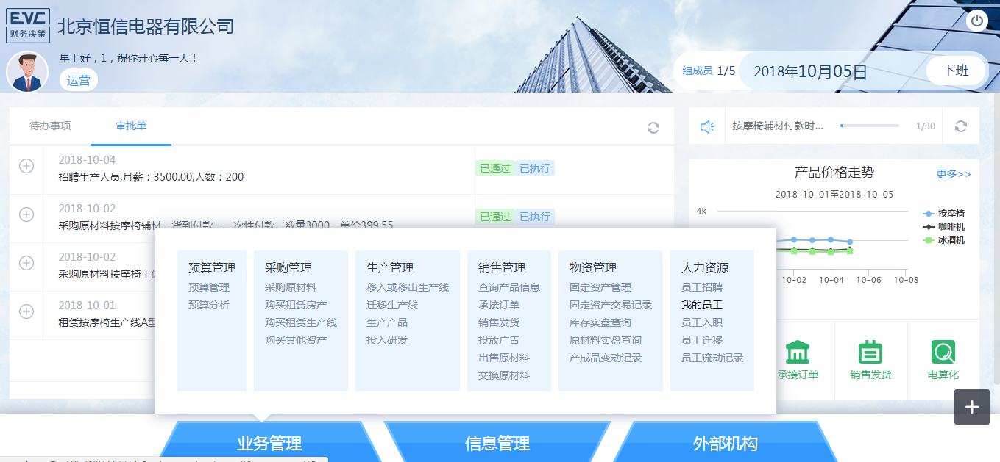 EVC
财务决策
北京恒信电器有限公司
早上好，1，祝你开心每一天！
运营
组成员 1/5
2018年10月05日
下班
待办事项
审批单
按摩椅辅材付款时...
1/30
2018-10-04
招聘生产人员,月薪：3500.00,人数：200
已通过 已执行
2018-10-02
采购原材料按摩椅辅材，货到付款，一次性付款，数量3000，单价399.55
已通过 已执行
2018-10-02
采购原材料按摩椅主
2018-10-01
租赁按摩椅生产线A型
产品价格走势
更多>>
2018-10-01至2018-10-05
4k
按摩椅
咖啡机
冰酒机
10-02
10-04
10-06
10-08
预算管理
预算管理
预算分析
采购管理
采购原材料
购买租赁房产
购买租赁生产线
购买其他资产
生产管理
移入或移出生产线
迁移生产线
生产产品
投入研发
销售管理
查询产品信息
承接订单
销售发货
投放广告
出售原材料
交换原材料
物资管理
固定资产管理
固定资产交易记录
库存实盘查询
原材料实盘查询
产成品变动记录
人力资源
员工招聘
我的员工
员工入职
员工迁移
员工流动记录
承接订单
销售发货
电算化
业务管理
信息管理
外部机构